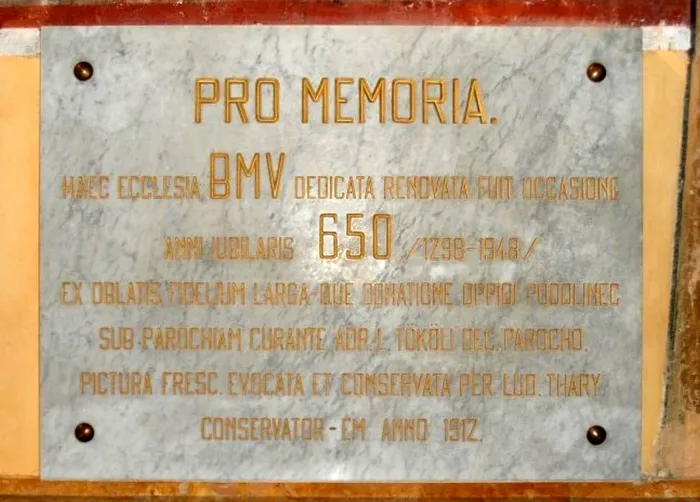 PRO MEMORIA.
HAEC ECCLESIA BMV DEDICATA RENOVATA FUIT OCCASIONE
ANNI JUBILARIS 650 /1298-1948/
EX OBLATIS FIDELIUM LARGA-QUE DONATIONE OPPIDI PODOLINEC
SUB PAROCHIAM CURANTE ADR. L. TÖKÖLI DEC. PAROCHO.
PICTURA FRESC. EVOCATA ET CONSERVATA PER LUD. THARY
CONSERVATOR-EM ANNO 1912.